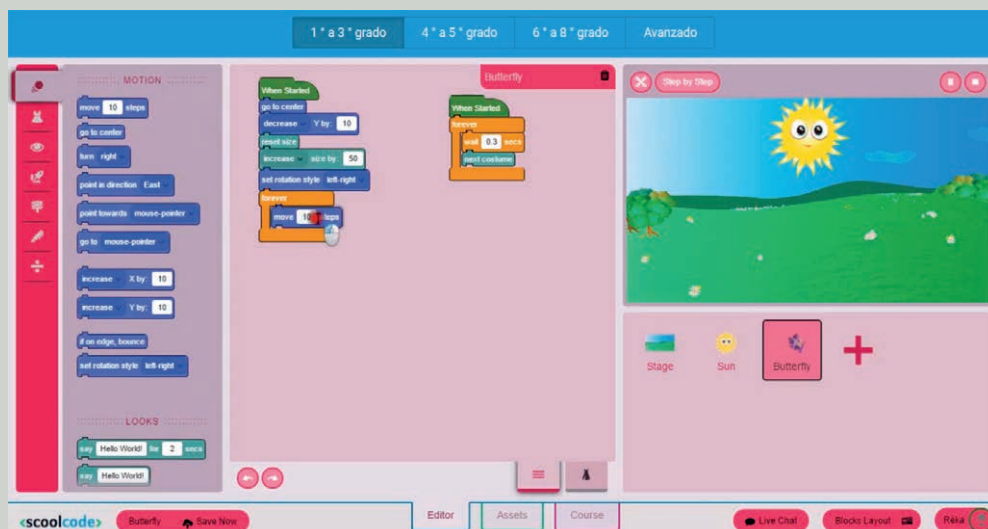 1 ° a 3 ° grado
4 ° a 5 ° grado
6 ° a 8 ° grado
Avanzado
MOTION
move 10 steps
go to center
turn right
point in direction East
point towards mouse-pointer
go to mouse-pointer
increase X by: 10
increase Y by: 10
if on edge, bounce
set rotation style left-right
LOOKS
say Hello World! for 2 secs
say Hello World!
Butterfly
When Started
go to center
decrease Y by: 10
reset size
increase size by: 50
set rotation style left-right
forever
move 10 steps
When Started
forever
wait 0.3 secs
next costume
Step by Step
Stage
Sun
Butterfly
<scoolcode>
Butterfly
Save Now
Editor
Assets
Course
Live Chat
Blocks Layout
Réka